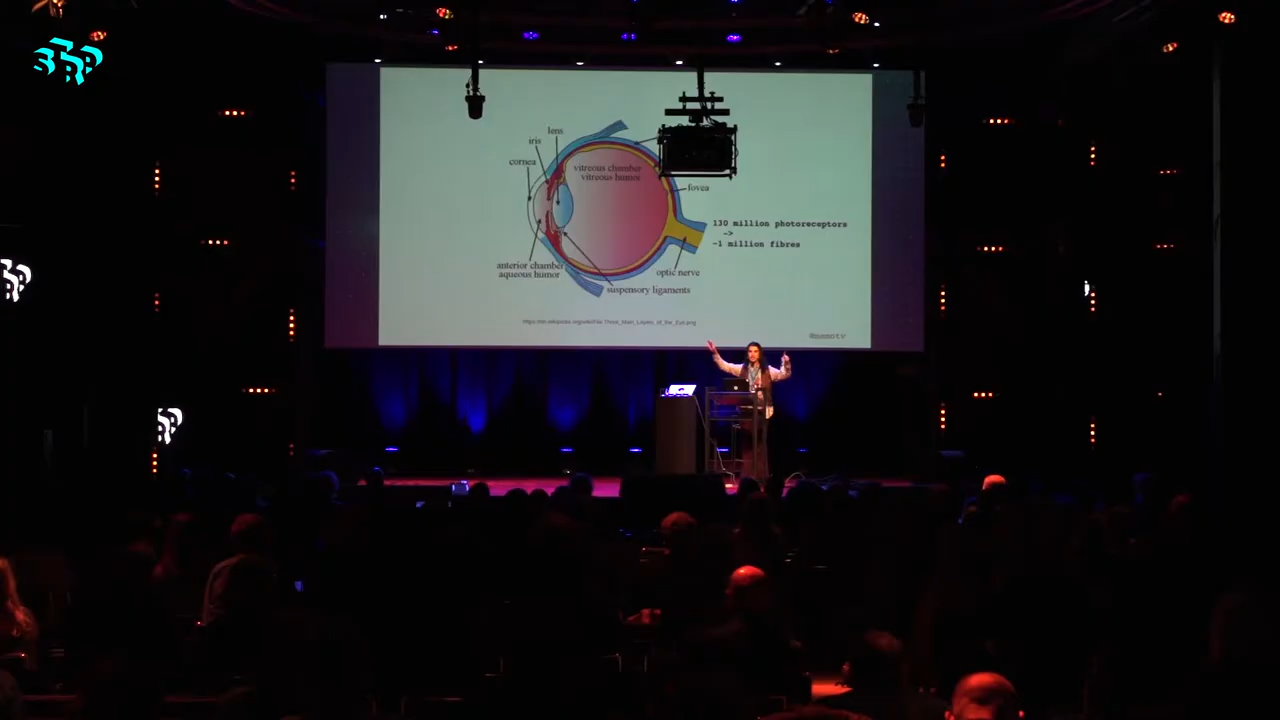 lens
iris
cornea
vitreous chamber
vitreous humor
fovea
130 million photoreceptors
->
~1 million fibres
anterior chamber
aqueous humor
optic nerve
suspensory ligaments
@memotv